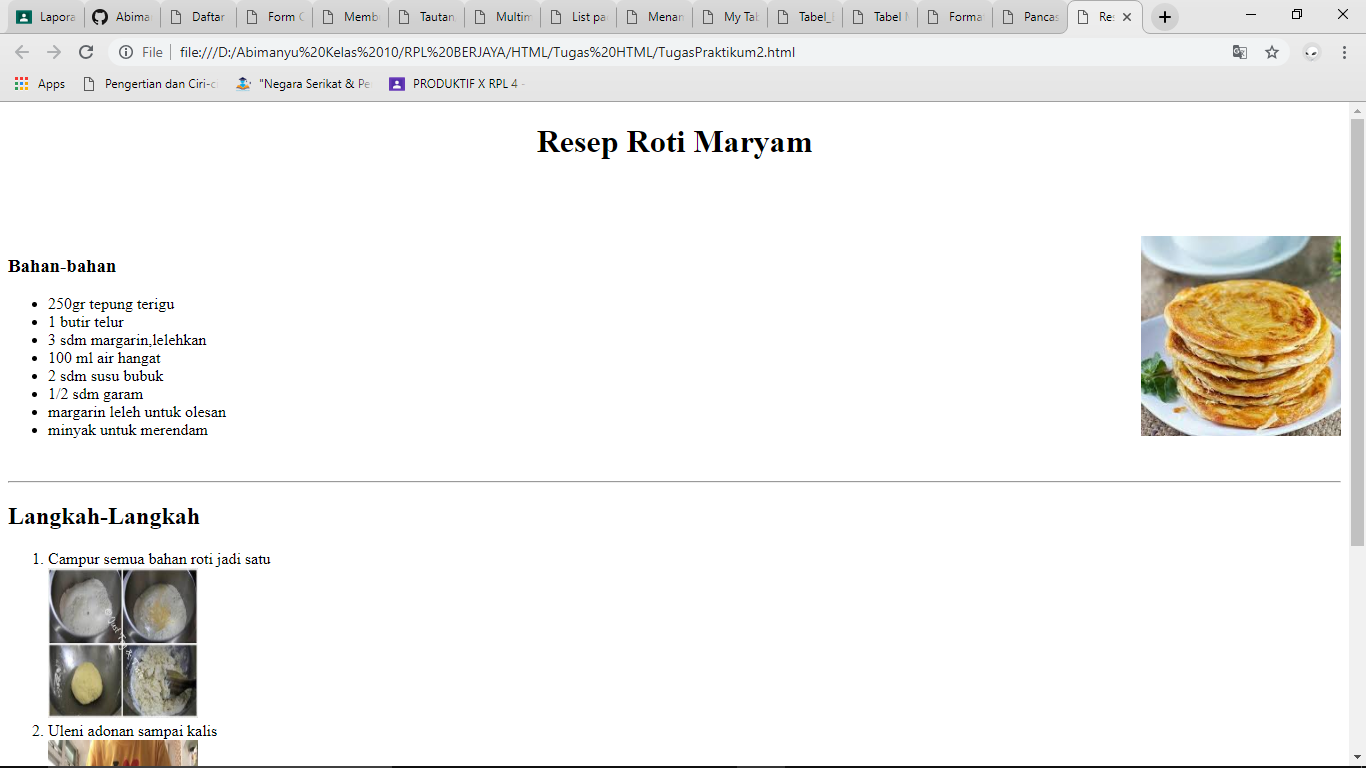 Lapora
Abima
Daftar
Form
Memb
Tautan
Multim
List pa
Menan
My Tab
Tabel_
Tabel
Forma
Pancas
Res
File
file:///D:/Abimanyu%20Kelas%2010/RPL%20BERJAYA/HTML/Tugas%20HTML/TugasPraktikum2.html
Apps
Pengertian dan Ciri-c
"Negara Serikat & Pe
PRODUKTIF X RPL 4 -
Resep Roti Maryam
Bahan-bahan
• 250gr tepung terigu
• 1 butir telur
• 3 sdm margarin,lelehkan
• 100 ml air hangat
• 2 sdm susu bubuk
• 1/2 sdm garam
• margarin leleh untuk olesan
• minyak untuk merendam
Langkah-Langkah
1. Campur semua bahan roti jadi satu
2. Uleni adonan sampai kalis